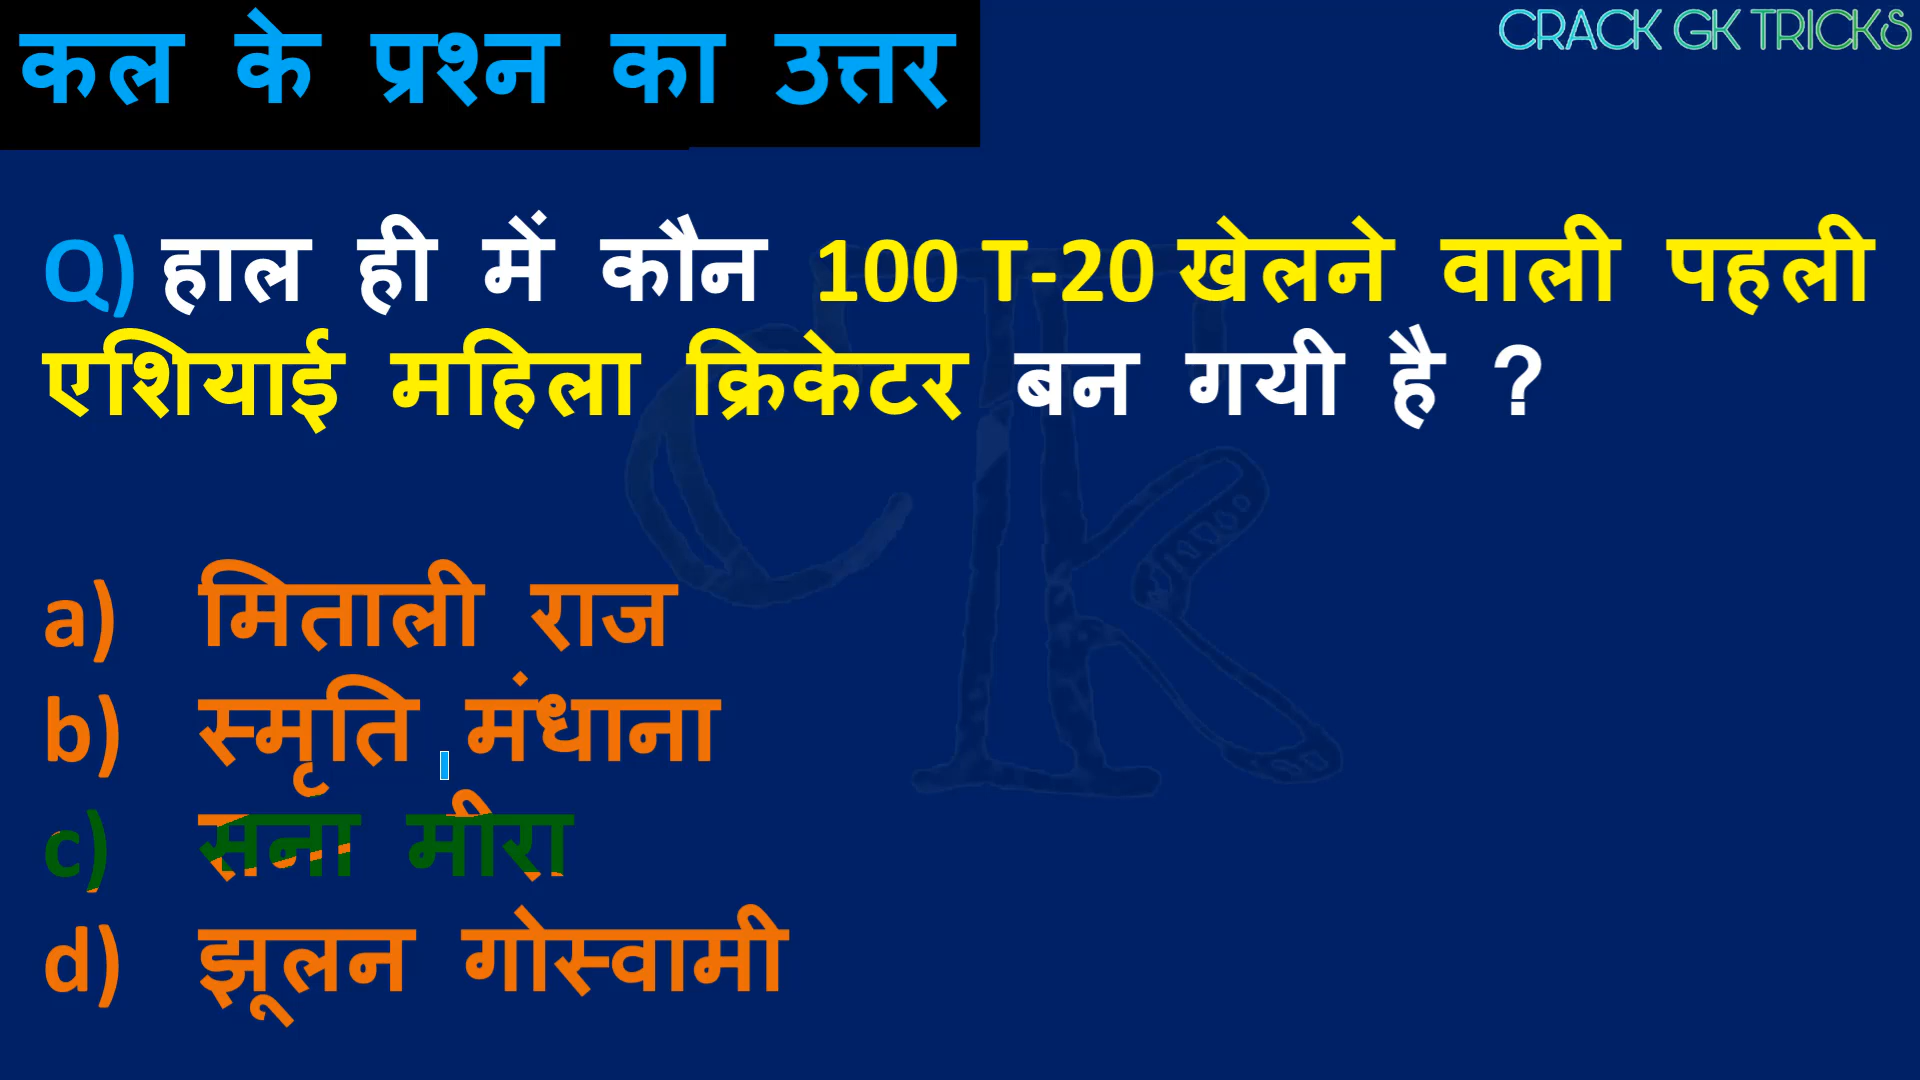 कल के प्रश्न का उत्तर
CRACK GK TRICKS
Q) हाल ही में कौन 100 T-20 खेलने वाली पहली
एशियाई महिला क्रिकेटर बन गयी है ?
a) मिताली राज
b) स्मृति मंधाना
c) सना मीरा
d) झूलन गोस्वामी